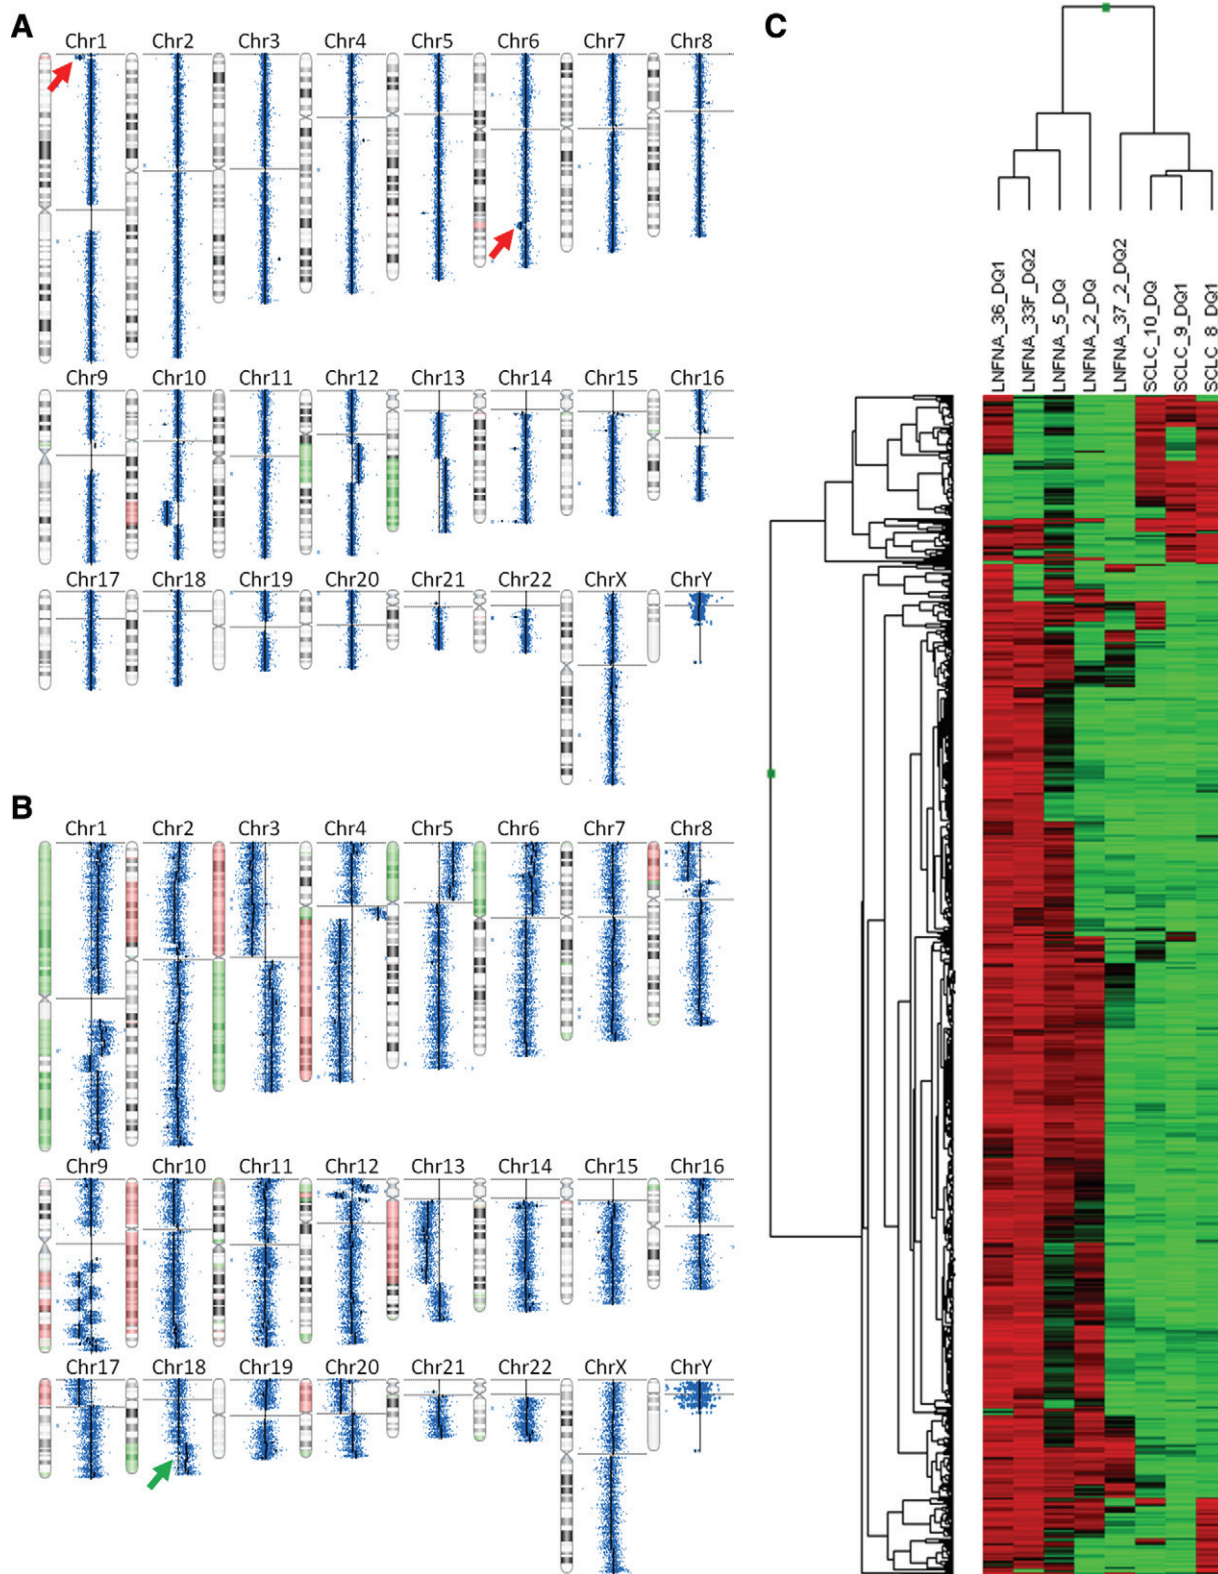 A
Chr1 Chr2 Chr3 Chr4 Chr5 Chr6 Chr7 Chr8
Chr9 Chr10 Chr11 Chr12 Chr13 Chr14 Chr15 Chr16
Chr17 Chr18 Chr19 Chr20 Chr21 Chr22 ChrX ChrY
B
Chr1 Chr2 Chr3 Chr4 Chr5 Chr6 Chr7 Chr8
Chr9 Chr10 Chr11 Chr12 Chr13 Chr14 Chr15 Chr16
Chr17 Chr18 Chr19 Chr20 Chr21 Chr22 ChrX ChrY
C
LNFNA_36_DQ1
LNFNA_33F_DQ2
LNFNA_5_DQ
LNFNA_2_DQ
LNFNA_37_2_DQ2
SCLC_10_DQ
SCLC_9_DQ1
SCLC_8_DQ1